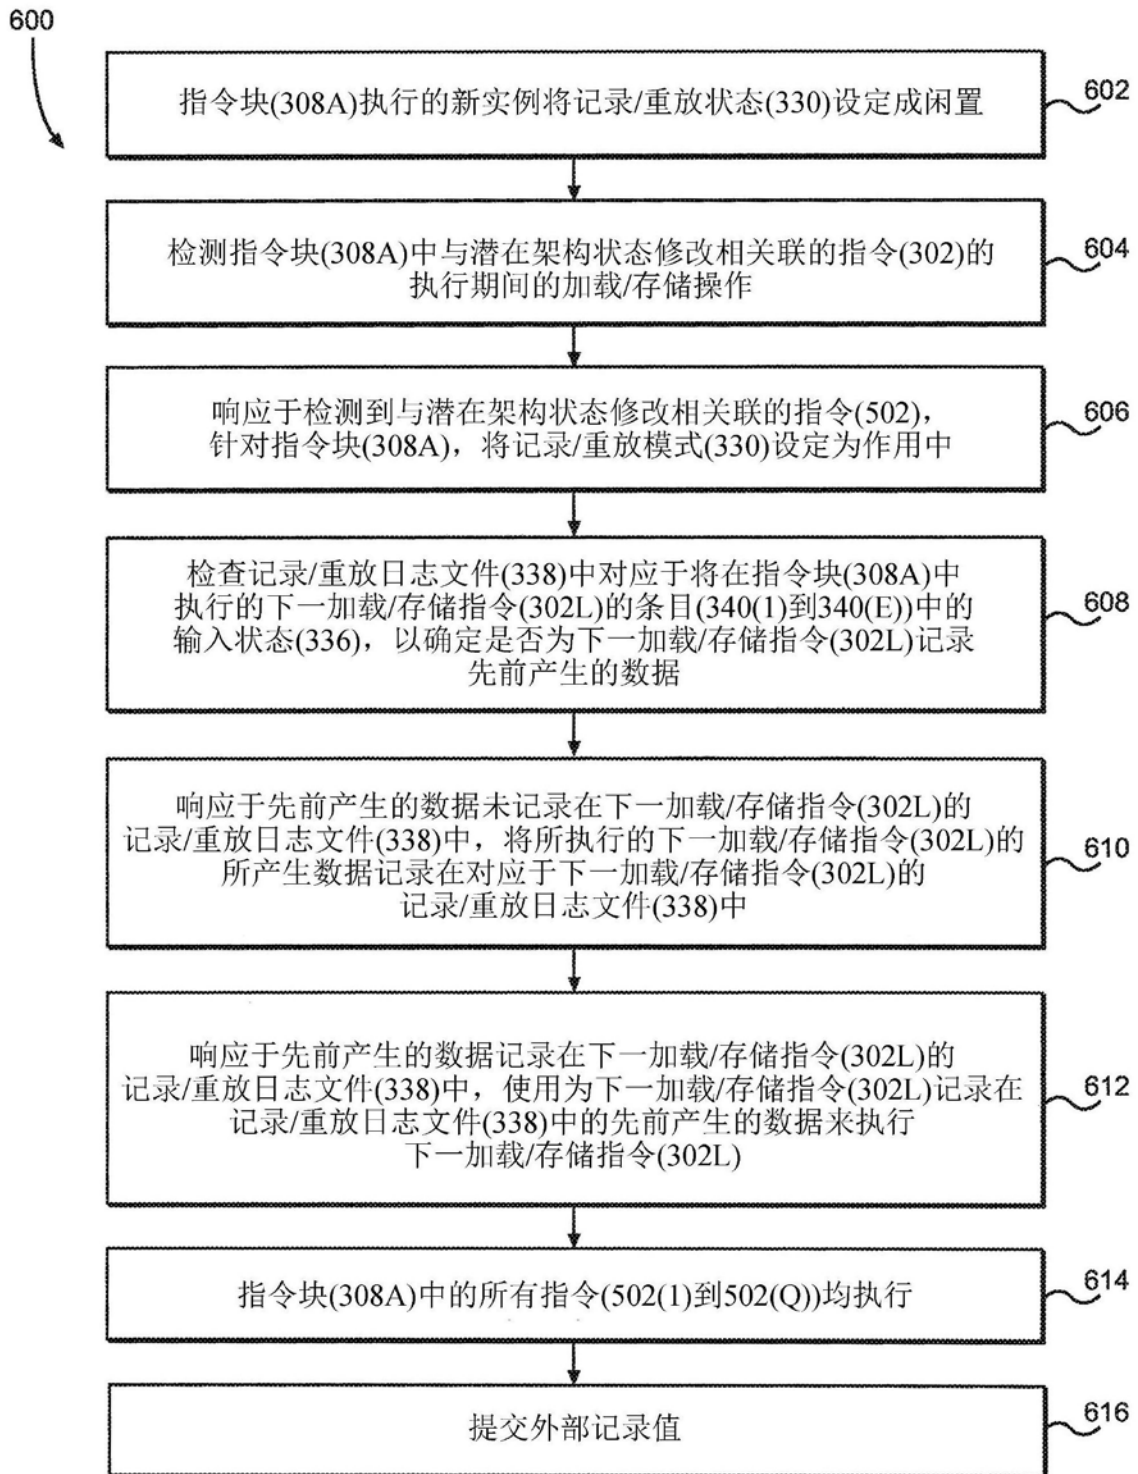 600
指令块(308A)执行的新实例将记录/重放状态(330)设定成闲置
602
检测指令块(308A)中与潜在架构状态修改相关联的指令(302)的
执行期间的加载/存储操作
604
响应于检测到与潜在架构状态修改相关联的指令(502)，
针对指令块(308A)，将记录/重放模式(330)设定为作用中
606
检查记录/重放日志文件(338)中对应于将在指令块(308A)中
执行的下一加载/存储指令(302L)的条目(340(1)到340(E))中的
输入状态(336)，以确定是否为下一加载/存储指令(302L)记录
先前产生的数据
608
响应于先前产生的数据未记录在下一加载/存储指令(302L)的
记录/重放日志文件(338)中，将所执行的下一加载/存储指令(302L)的
所产生数据记录在对应于下一加载/存储指令(302L)的
记录/重放日志文件(338)中
610
响应于先前产生的数据记录在下一加载/存储指令(302L)的
记录/重放日志文件(338)中，使用为下一加载/存储指令(302L)记录在
记录/重放日志文件(338)中的先前产生的数据来执行
下一加载/存储指令(302L)
612
指令块(308A)中的所有指令(502(1)到502(Q))均执行
614
提交外部记录值
616